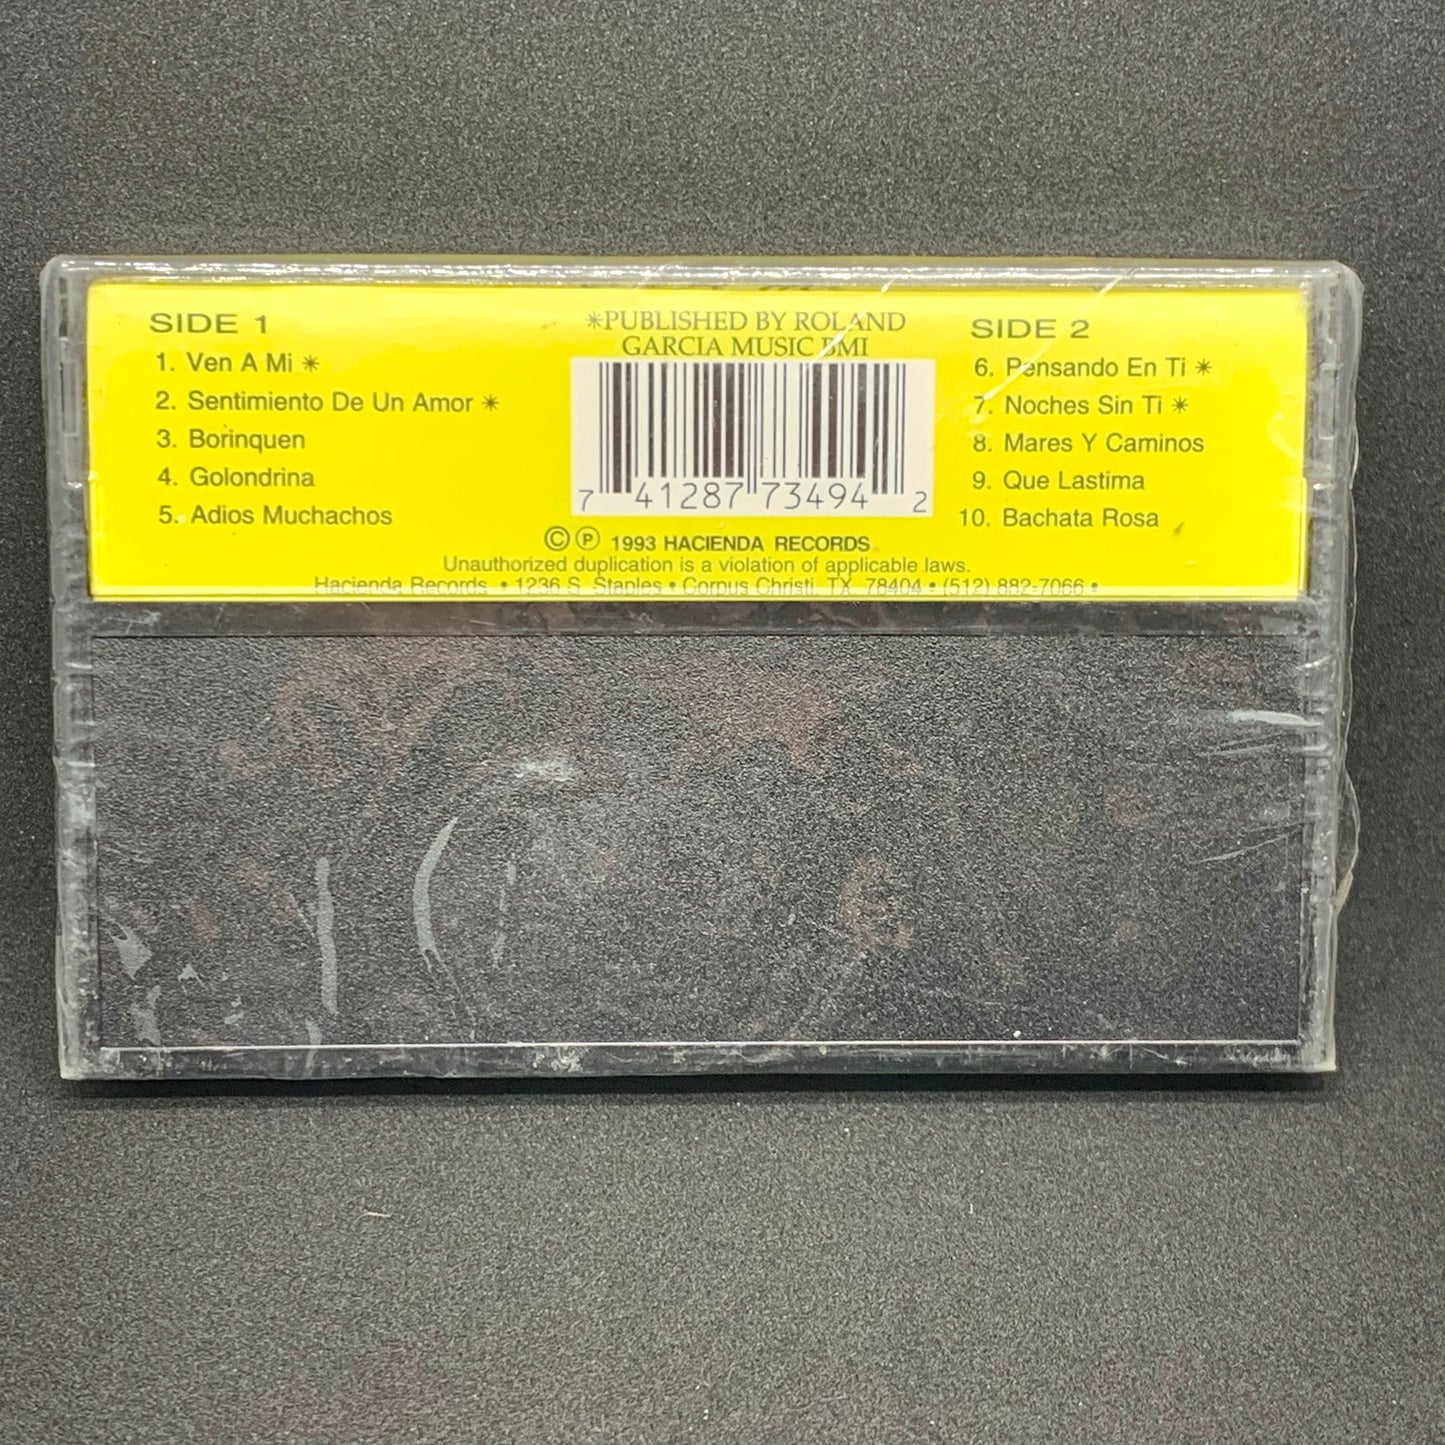 SIDE 1
1. Ven A Mi ✳
2. Sentimiento De Un Amor ✳
3. Borinquen
4. Golondrina
5. Adios Muchachos
✳PUBLISHED BY ROLAND
GARCIA MUSIC BMI
7 41287 73494 2
© ℗ 1993 HACIENDA RECORDS
Unauthorized duplication is a violation of applicable laws.
Hacienda Records • 1236 S. Staples • Corpus Christi, TX 78404 • (512) 882-7066 •
SIDE 2
6. Pensando En Ti ✳
7. Noches Sin Ti ✳
8. Mares Y Caminos
9. Que Lastima
10. Bachata Rosa